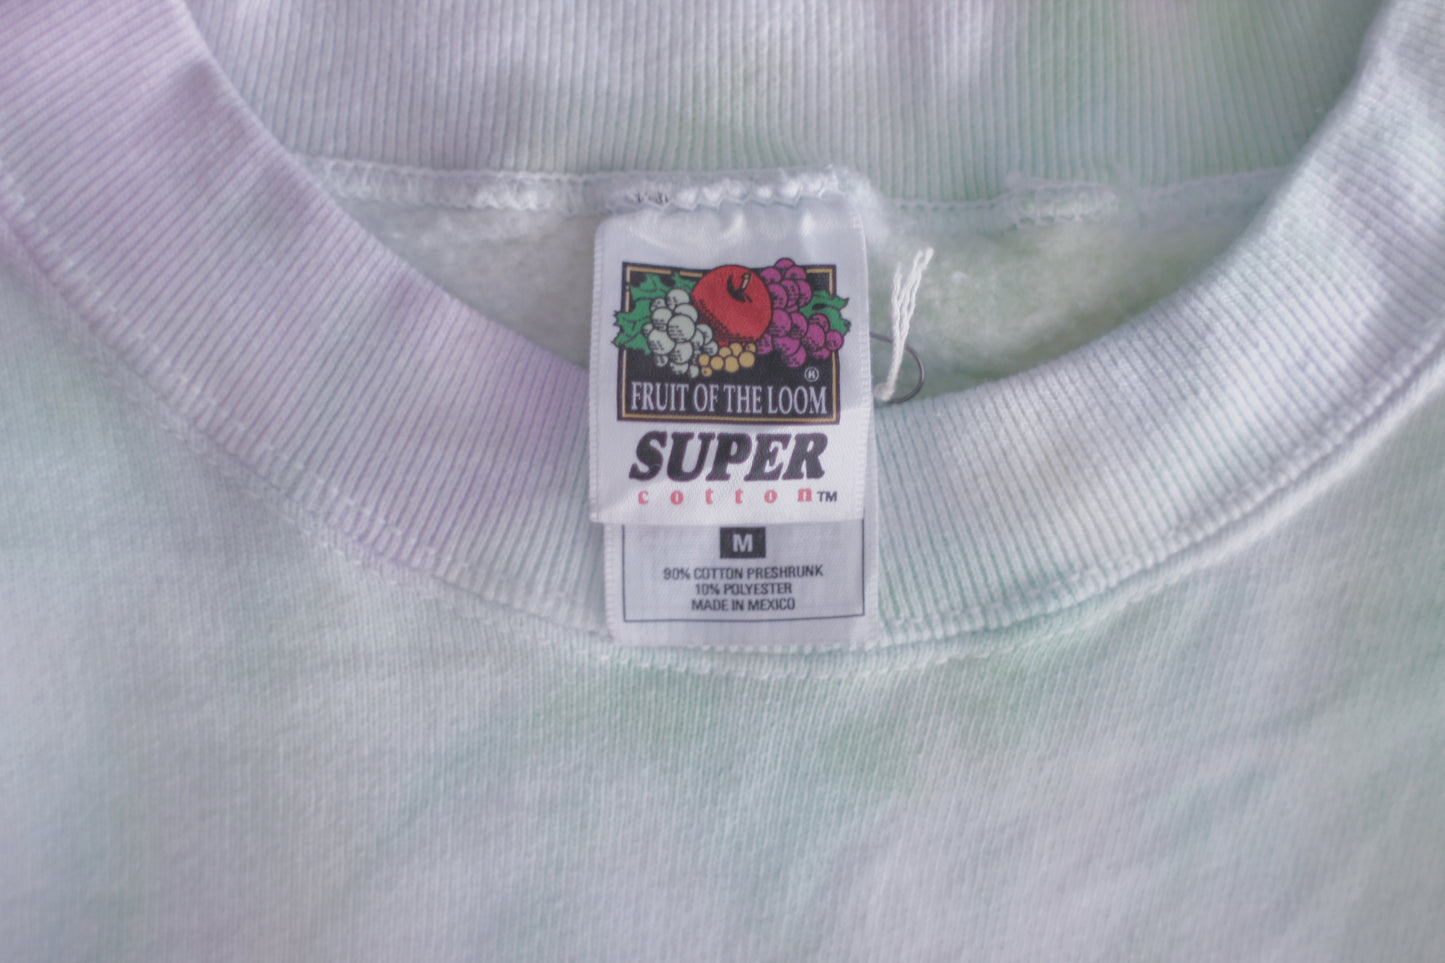 ®
FRUIT OF THE LOOM
SUPER
cotton™
M
90% COTTON PRESHRUNK
10% POLYESTER
MADE IN MEXICO